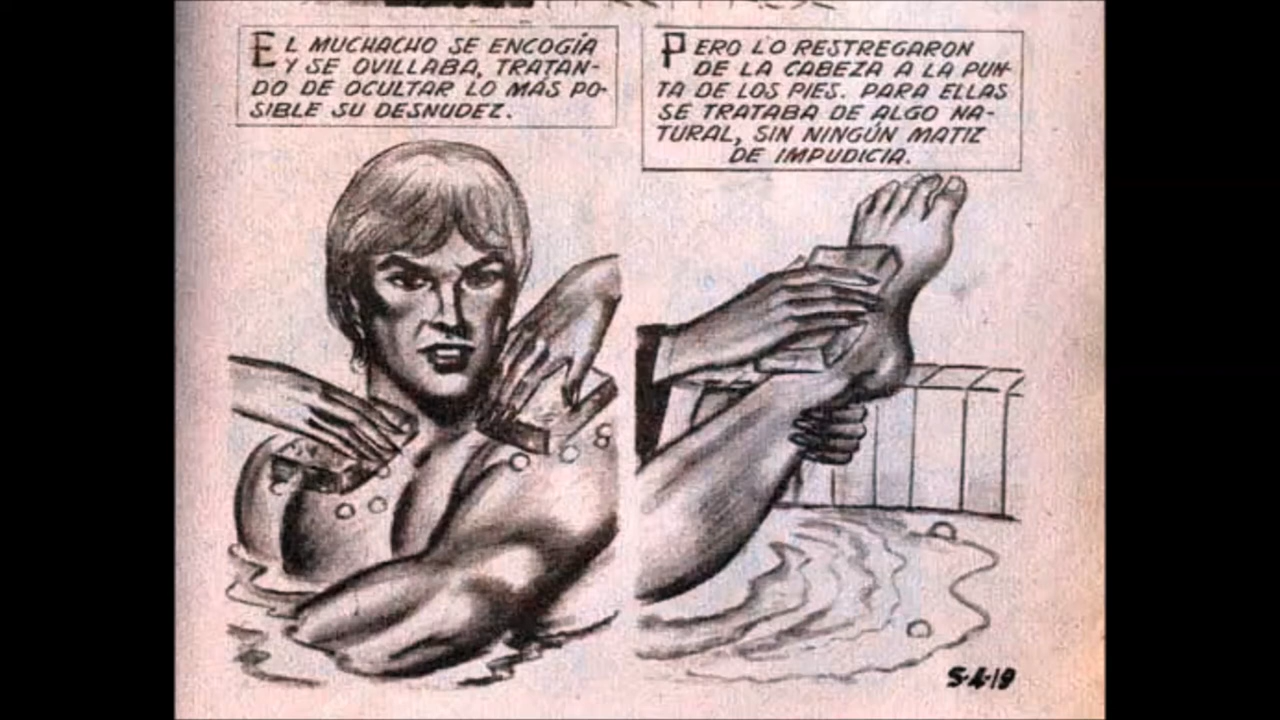 EL MUCHACHO SE ENCOGÍA
Y SE OVILLABA, TRATAN-
DO DE OCULTAR LO MÁS PO-
SIBLE SU DESNUDEZ.
PERO LO RESTREGARON
DE LA CABEZA A LA PUN-
TA DE LOS PIES. PARA ELLAS
SE TRATABA DE ALGO NA-
TURAL, SIN NINGÚN MATIZ
DE IMPUDICIA.
5-4-19